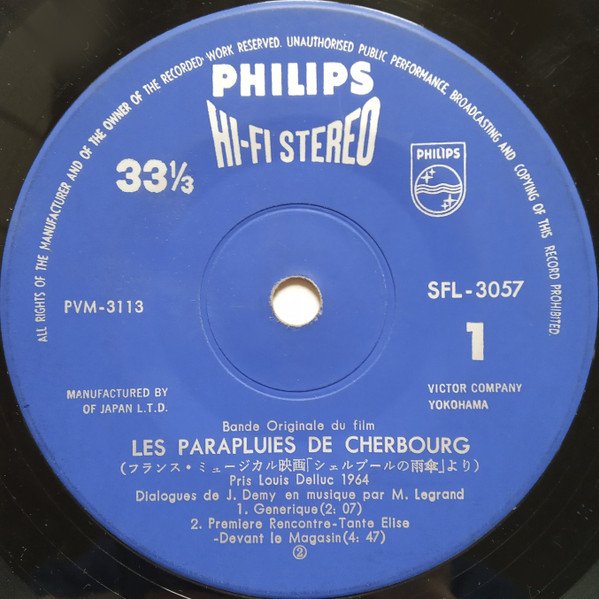 ALL RIGHTS OF THE MANUFACTURER AND OF THE OWNER OF THE RECORDED WORK RESERVED. UNAUTHORISED PUBLIC PERFORMANCE, BROADCASTING AND COPYING OF THIS RECORD PROHIBITED.
PHILIPS
HI-FI STEREO
33⅓
PHILIPS
PVM-3113
SFL-3057
1
MANUFACTURED BY
OF JAPAN L.T.D.
VICTOR COMPANY
YOKOHAMA
Bande Originale du film
LES PARAPLUIES DE CHERBOURG
(フランス・ミュージカル映画「シェルブールの雨傘」より)
Pris Louis Delluc 1964
Dialogues de J. Demy en musique par M. Legrand
1. Generique(2: 07)
2. Premiere Rencontre-Tante Elise
-Devant le Magasin(4: 47)
②